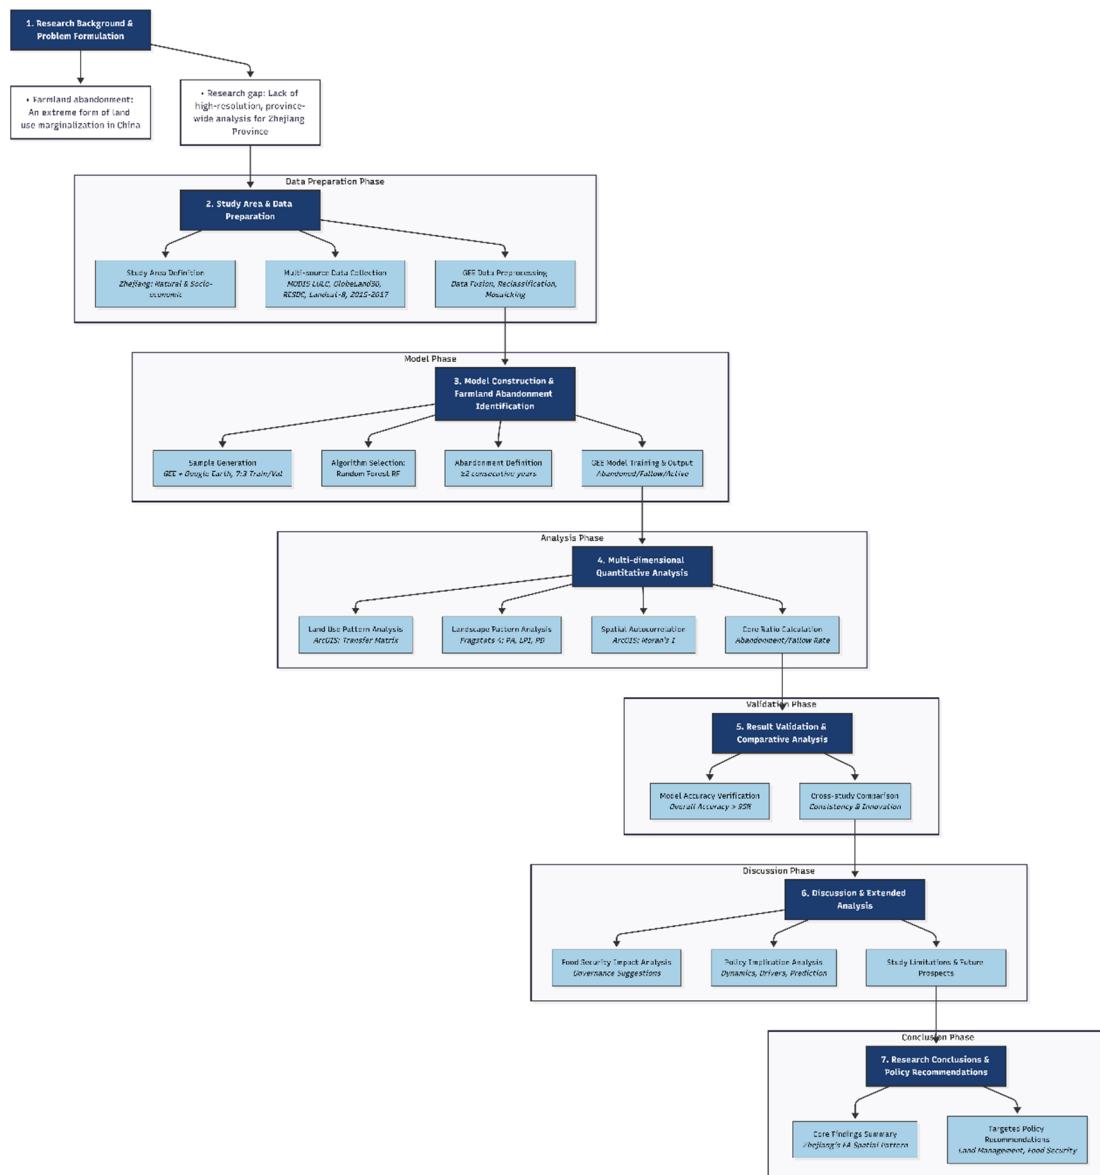 1. Research Background &
Problem Formulation
• Farmland abandonment:
An extreme form of land
use marginalization in China
• Research gap: Lack of
high-resolution, province-
wide analysis for Zhejiang
Province
Data Preparation Phase
2. Study Area & Data
Preparation
Study Area Definition
Zhejiang: Natural & Socio-
economic
Multi-source Data Collection
MODIS LULC, GlobeLand30,
RESDC, Landsat-8, 2015-2017
GEE Data Preprocessing
Data Fusion, Reclassification,
Mosaicking
Model Phase
3. Model Construction &
Farmland Abandonment
Identification
Sample Generation
GEE + Google Earth, 7:3 Train/Val
Algorithm Selection:
Random Forest RF
Abandonment Definition
≥2 consecutive years
GEE Model Training & Output
Abandoned/Fallow/Active
Analysis Phase
4. Multi-dimensional
Quantitative Analysis
Land Use Pattern Analysis
ArcGIS: Transfer Matrix
Landscape Pattern Analysis
Fragstats 4: PA, LPI, PD
Spatial Autocorrelation
ArcGIS: Moran's I
Core Ratio Calculation
Abandonment/Fallow Rate
Validation Phase
5. Result Validation &
Comparative Analysis
Model Accuracy Verification
Overall Accuracy > 95%
Cross-study Comparison
Consistency & Innovation
Discussion Phase
6. Discussion & Extended
Analysis
Food Security Impact Analysis
Governance Suggestions
Policy Implication Analysis
Dynamics, Drivers, Prediction
Study Limitations & Future
Prospects
Conclusion Phase
7. Research Conclusions &
Policy Recommendations
Core Findings Summary
Zhejiang's FA Spatial Pattern
Targeted Policy
Recommendations
Land Management, Food Security